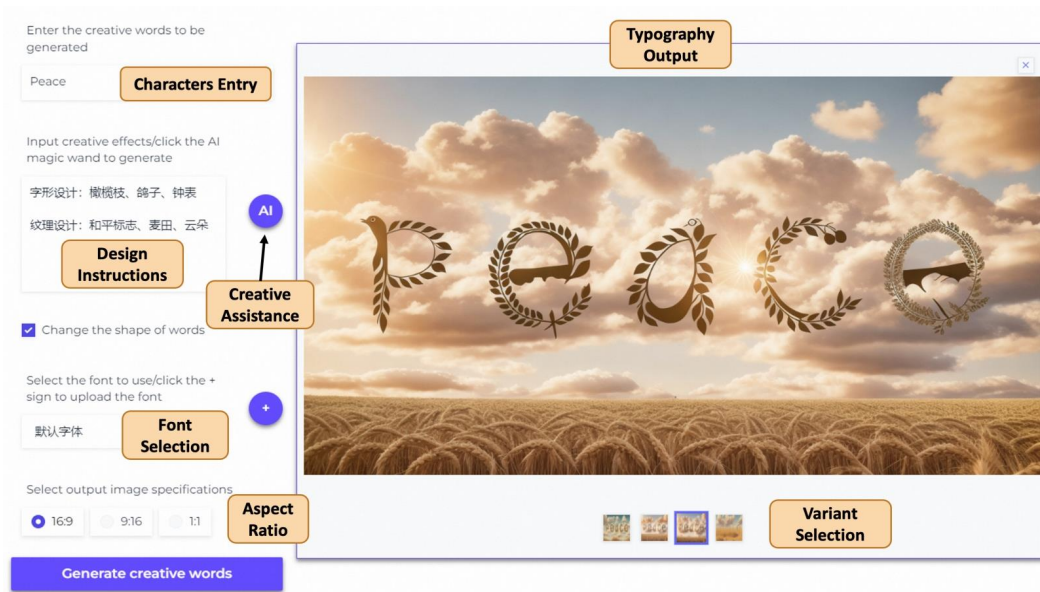 Enter the creative words to be
generated
Peace
Characters Entry
Input creative effects/click the AI
magic wand to generate
字形设计：橄榄枝、鸽子、钟表
纹理设计：和平标志、麦田、云朵
Design
Instructions
AI
Creative
Assistance
Change the shape of words
Select the font to use/click the +
sign to upload the font
默认字体
Font
Selection
+
Select output image specifications
16:9
9:16
1:1
Aspect
Ratio
Generate creative words
Typography
Output
×
Peace
Variant
Selection